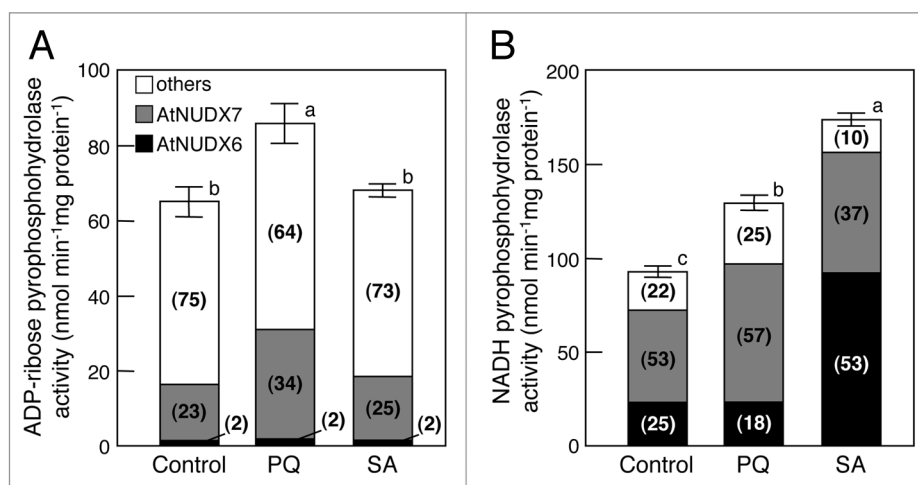 A
ADP-ribose pyrophosphohydrolase
activity (nmol min-1mg protein-1)
100
80
60
40
20
0
others
AtNUDX7
AtNUDX6
b
a
b
(75)
(64)
(73)
(23)
(34)
(25)
(2)
(2)
(2)
Control
PQ
SA
B
NADH pyrophosphohydrolase
activity (nmol min-1mg protein-1)
200
150
100
50
0
c
b
a
(22)
(25)
(10)
(53)
(57)
(37)
(25)
(18)
(53)
Control
PQ
SA